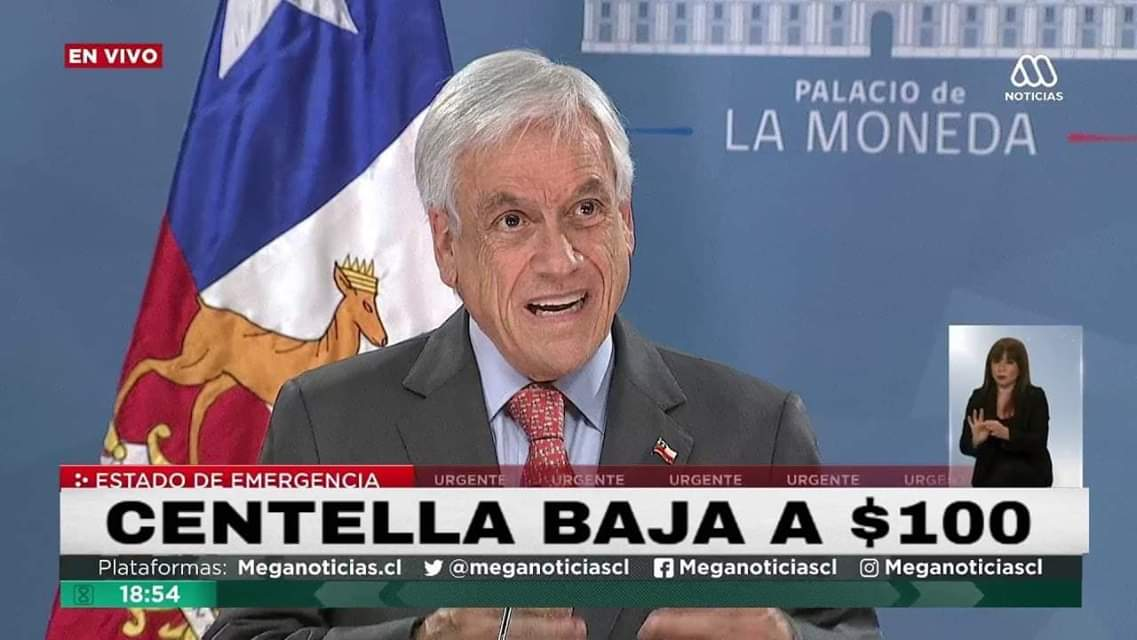 EN VIVO
NOTICIAS
PALACIO de
LA MONEDA
ESTADO DE EMERGENCIA URGENTE URGENTE URGENTE URGENTE
CENTELLA BAJA A $100
Plataformas: Meganoticias.cl @meganoticiascl Meganoticiascl Meganoticiascl
18:54